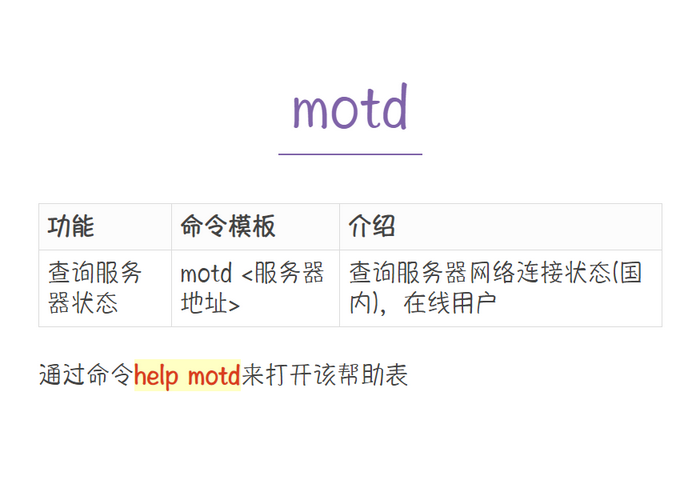 motd
功能 命令模板 介绍
查询服务 motd <服务器 查询服务器网络连接状态(国
器状态 地址> 内)，在线用户
通过命令help motd来打开该帮助表